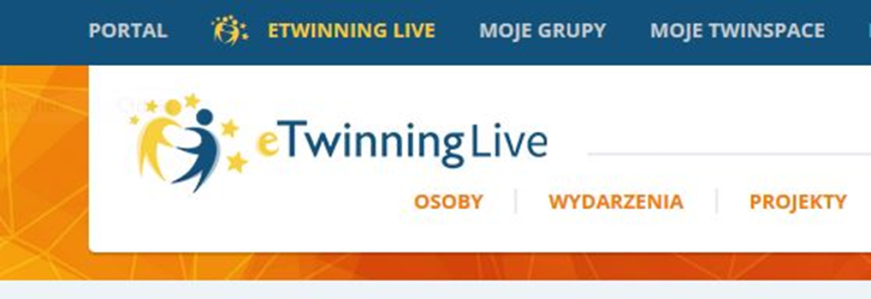 PORTAL ETWINNING LIVE MOJE GRUPY MOJE TWINSPACE
eTwinning Live
OSOBY WYDARZENIA PROJEKTY